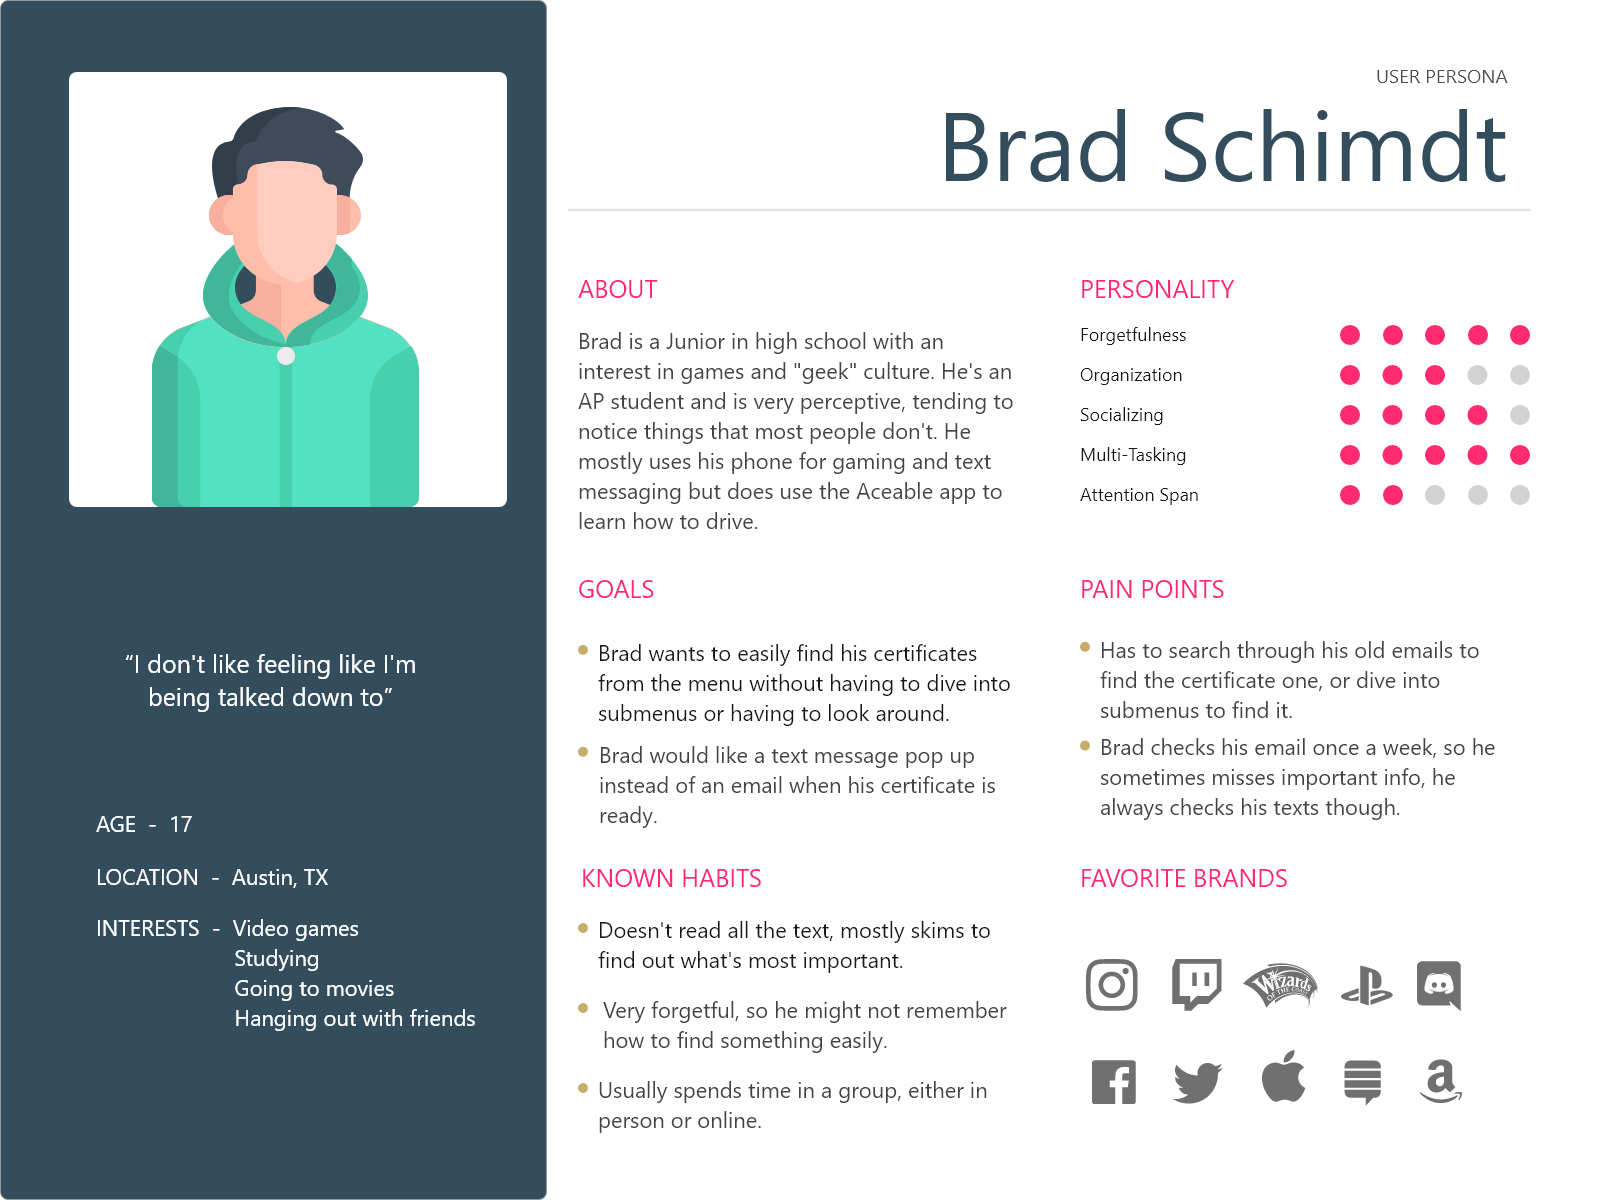 USER PERSONA
Brad Schimdt
“I don't like feeling like I'm
being talked down to”
AGE - 17
LOCATION - Austin, TX
INTERESTS - Video games
Studying
Going to movies
Hanging out with friends
ABOUT
Brad is a Junior in high school with an
interest in games and "geek" culture. He's an
AP student and is very perceptive, tending to
notice things that most people don't. He
mostly uses his phone for gaming and text
messaging but does use the Aceable app to
learn how to drive.
PERSONALITY
Forgetfulness
Organization
Socializing
Multi-Tasking
Attention Span
GOALS
Brad wants to easily find his certificates
from the menu without having to dive into
submenus or having to look around.
Brad would like a text message pop up
instead of an email when his certificate is
ready.
PAIN POINTS
Has to search through his old emails to
find the certificate one, or dive into
submenus to find it.
Brad checks his email once a week, so he
sometimes misses important info, he
always checks his texts though.
KNOWN HABITS
Doesn't read all the text, mostly skims to
find out what's most important.
Very forgetful, so he might not remember
how to find something easily.
Usually spends time in a group, either in
person or online.
FAVORITE BRANDS
Wizards
OF THE COAST